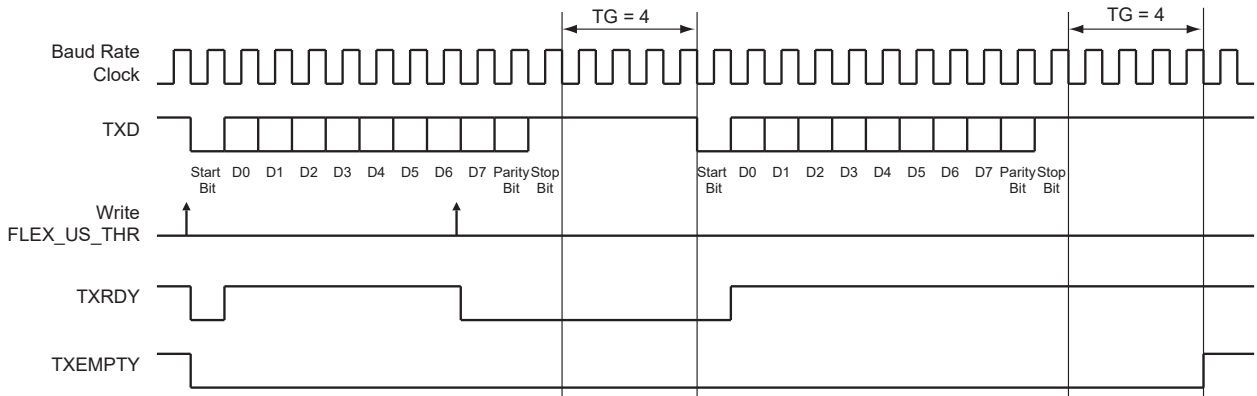 TG = 4
TG = 4
Baud Rate
Clock
TXD
Start
Bit
D0
D1
D2
D3
D4
D5
D6
D7
Parity
Bit
Stop
Bit
Start
Bit
D0
D1
D2
D3
D4
D5
D6
D7
Parity
Bit
Stop
Bit
Write
FLEX_US_THR
TXRDY
TXEMPTY